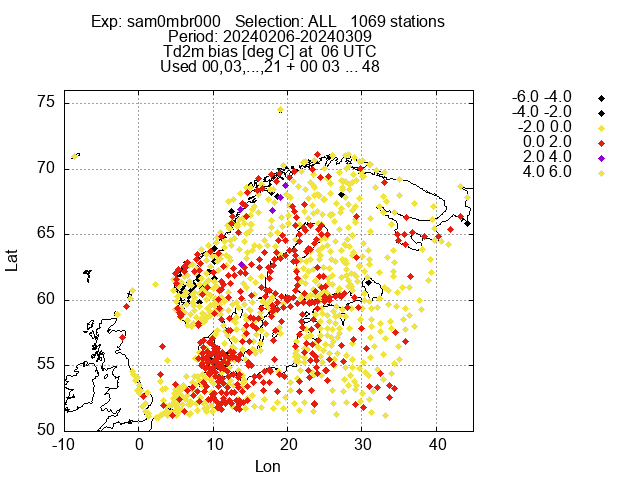 Exp: sam0mbr000 Selection: ALL 1069 stations
Period: 20240206-20240309
Td2m bias [deg C] at 06 UTC
Used 00,03,...,21 + 00 03 ... 48
-6.0 -4.0
-4.0 -2.0
-2.0 0.0
0.0 2.0
2.0 4.0
4.0 6.0
75
70
65
60
55
50
Lat
-10 0 10 20 30 40
Lon